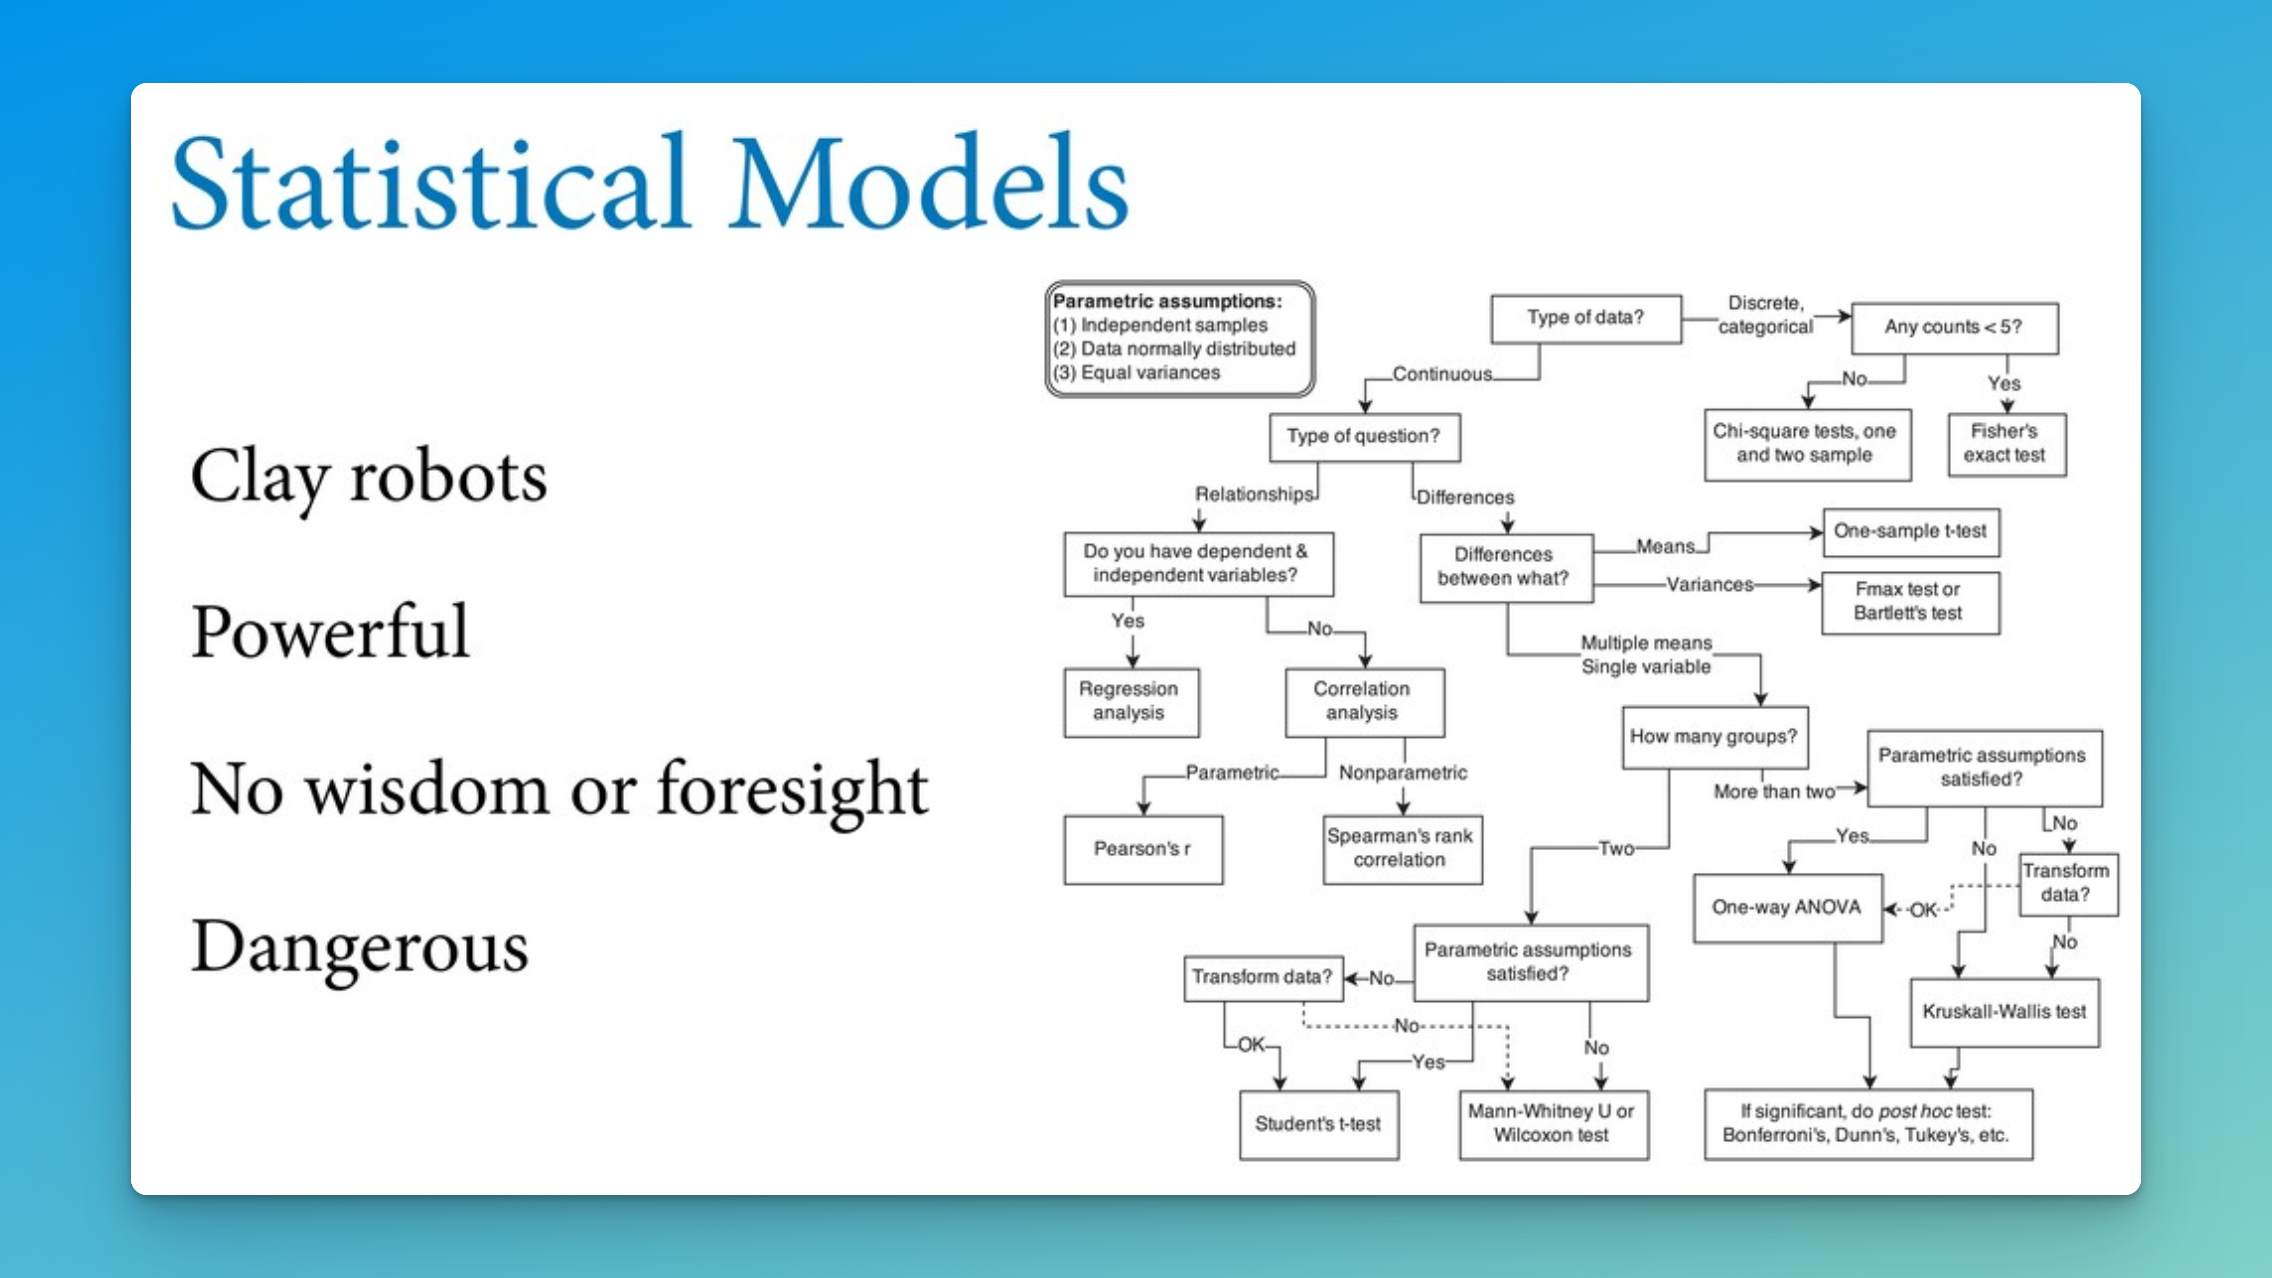 Statistical Models
Clay robots
Powerful
No wisdom or foresight
Dangerous
Parametric assumptions:
(1) Independent samples
(2) Data normally distributed
(3) Equal variances
Type of data?
Discrete,
categorical
Any counts < 5?
Continuous
No
Yes
Type of question?
Chi-square tests, one
and two sample
Fisher's
exact test
Relationships
Differences
Do you have dependent &
independent variables?
Differences
between what?
Means
One-sample t-test
Variances
Fmax test or
Bartlett's test
Yes
No
Multiple means
Single variable
Regression
analysis
Correlation
analysis
How many groups?
Parametric assumptions
satisfied?
Parametric
Nonparametric
More than two
Pearson's r
Spearman's rank
correlation
Two
Yes
No
No
Transform
data?
One-way ANOVA
OK
No
Parametric assumptions
satisfied?
Transform data?
No
Kruskall-Wallis test
No
OK
Yes
No
Student's t-test
Mann-Whitney U or
Wilcoxon test
If significant, do post hoc test:
Bonferroni's, Dunn's, Tukey's, etc.